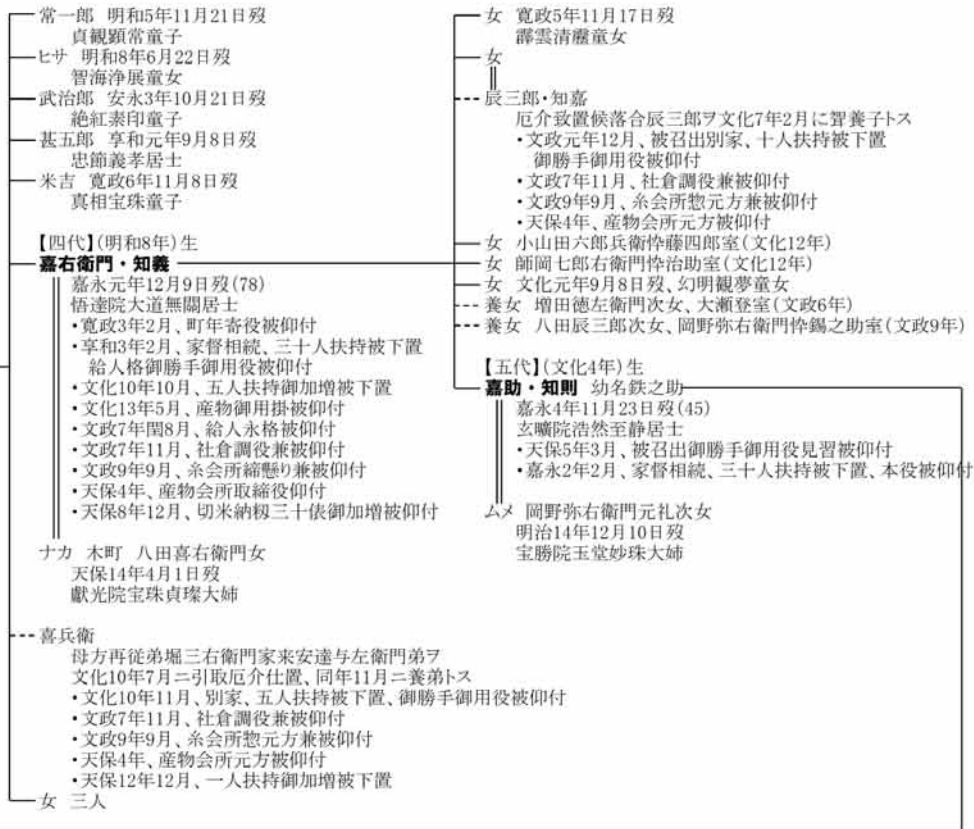 常一郎 明和5年11月21日歿
貞観顕常童子
ヒサ 明和8年6月22日歿
智海浄展童女
武治郎 安永3年10月21日歿
絶紅素印童子
甚五郎 享和元年9月8日歿
忠節義孝居士
米吉 寛政6年11月8日歿
真相宝珠童子
【四代】(明和8年)生
嘉右衛門・知義
嘉永元年12月9日歿(78)
悟達院大道無關居士
・寛政3年2月、町年寄役被仰付
・享和3年2月、家督相続、三十人扶持被下置
給人格御勝手御用役被仰付
・文化10年10月、五人扶持御加増被下置
・文化13年5月、産物御用掛被仰付
・文政7年閏8月、給人永格被仰付
・文政7年11月、社倉調役兼被仰付
・文政9年9月、糸会所締懸り兼被仰付
・天保4年、産物会所取締役仰付
・天保8年12月、切米納籾三十俵御加増被仰付
ナカ 木町 八田喜右衛門女
天保14年4月1日歿
獻光院宝珠貞璨大姉
喜兵衛
母方再従弟堀三右衛門家来安達与左衛門弟ヲ
文化10年7月ニ引取厄介仕置、同年11月ニ養弟トス
・文化10年11月、別家、五人扶持被下置、御勝手御用役被仰付
・文政7年11月、社倉調役兼被仰付
・文政9年9月、糸会所惣元方兼被仰付
・天保4年、産物会所元方被仰付
・天保12年12月、一人扶持御加増被下置
女 三人
女 寛政5年11月17日歿
霹雲清靂童女
女
辰三郎・知嘉
厄介致置候落合辰三郎ヲ文化7年2月に聟養子トス
・文政元年12月、被召出別家、十人扶持被下置
御勝手御用役被仰付
・文政7年11月、社倉調役兼被仰付
・文政9年9月、糸会所惣元方兼被仰付
・天保4年、産物会所元方被仰付
女 小山田六郎兵衛忰藤四郎室(文化12年)
女 師岡七郎右衛門忰治助室(文化12年)
女 文化元年9月8日歿、幻明観夢童女
養女 増田徳左衛門次女、大瀬登室(文政6年)
養女 八田辰三郎次女、岡野弥右衛門忰錫之助室(文政9年)
【五代】(文化4年)生
嘉助・知則 幼名鉄之助
嘉永4年11月23日歿(45)
玄曠院浩然至静居士
・天保5年3月、被召出御勝手御用役見習被仰付
・嘉永2年2月、家督相続、三十人扶持被下置、本役被仰付
ムメ 岡野弥右衛門元礼次女
明治14年12月10日歿
宝勝院玉堂妙珠大姉